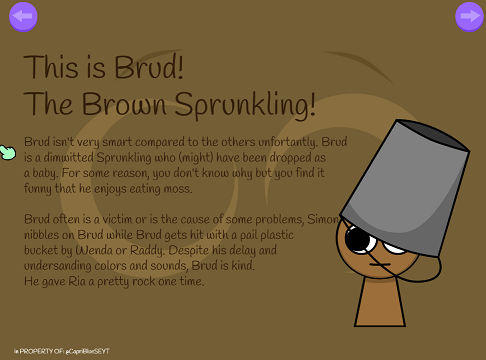 This is Brud!
The Brown Sprunkling!
Brud isn't very smart compared to the others unfortantly. Brud
is a dimwitted Sprunkling who (might) have been dropped as
a baby. For some reason, you don't know why but you find it
funny that he enjoys eating moss.
Brud often is a victim or is the cause of some problems, Simon
nibbles on Brud while Brud gets hit with a pail plastic
bucket by Wenda or Raddy. Despite his delay and
undersanding colors and sounds, Brud is kind.
He gave Ria a pretty rock one time.
In PROPERTY OF: @CapriBlueSEYT